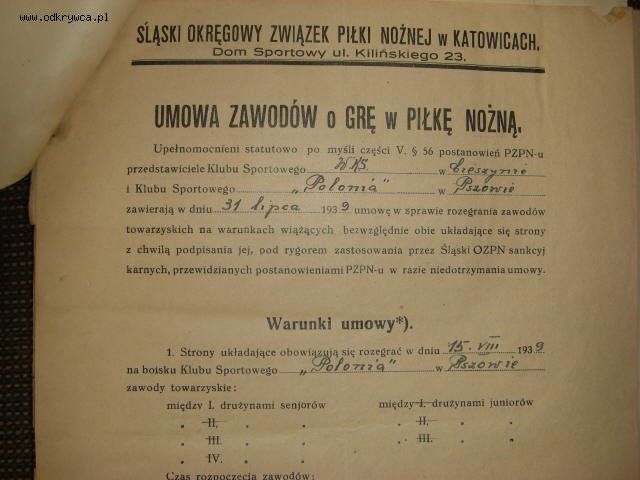 www.odkrywca.pl
ŚLĄSKI OKRĘGOWY ZWIĄZEK PIŁKI NOŻNEJ w KATOWICACH.
Dom Sportowy ul. Kilińskiego 23.
UMOWA ZAWODÓW o GRĘ w PIŁKĘ NOŻNĄ.
Upełnomocnieni statutowo po myśli części V. § 56 postanowień PZPN-u
przedstawiciele Klubu Sportowego WKS w Cieszynie
i Klubu Sportowego „Polonia" w Pszowie
zawierają w dniu 31 lipca 1939 umowę w sprawie rozegrania zawodów
towarzyskich na warunkach wiążących bezwzględnie obie układające się strony
z chwilą podpisania jej, pod rygorem zastosowania przez Śląski OZPN sankcyj
karnych, przewidzianych postanowieniami PZPN-u w razie niedotrzymania umowy.
Warunki umowy*).
1. Strony układające obowiązują się rozegrać w dniu 15. VIII 1939
na boisku Klubu Sportowego „Polonia" w Pszowie
zawody towarzyskie:
między I. drużynami senjorów między I. drużynami juniorów
„ II. „ „ II. „
„ III. „ „ III. „
„ IV. „
Czas rozpoczęcia zawodów: